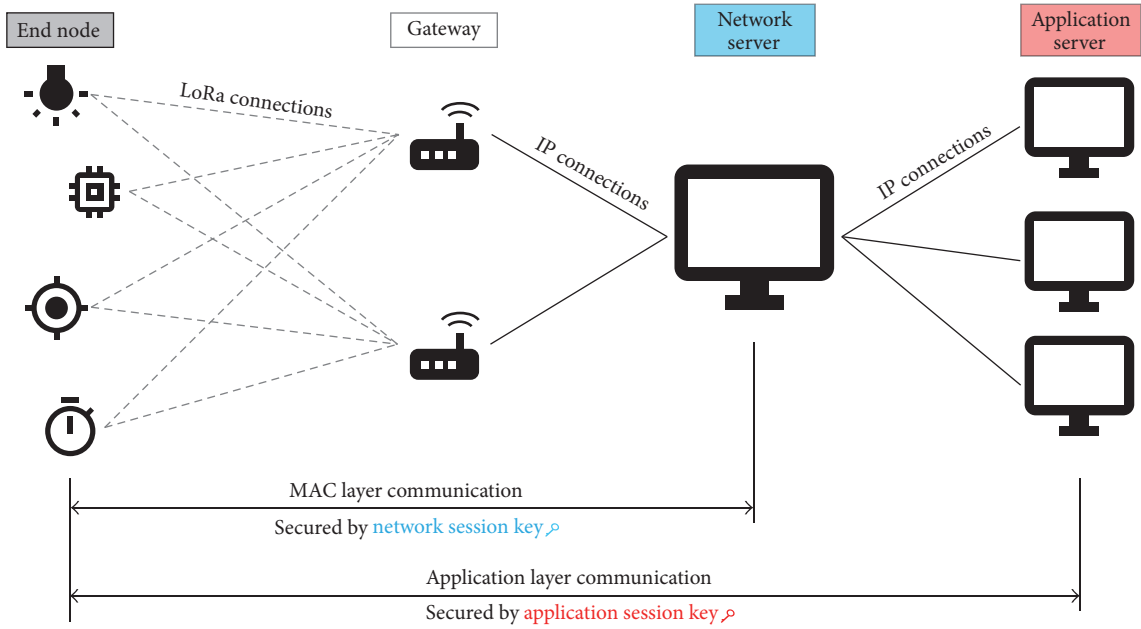 End node
Gateway
Network
server
Application
server
LoRa connections
IP connections
IP connections
MAC layer communication
Secured by network session key
Application layer communication
Secured by application session key